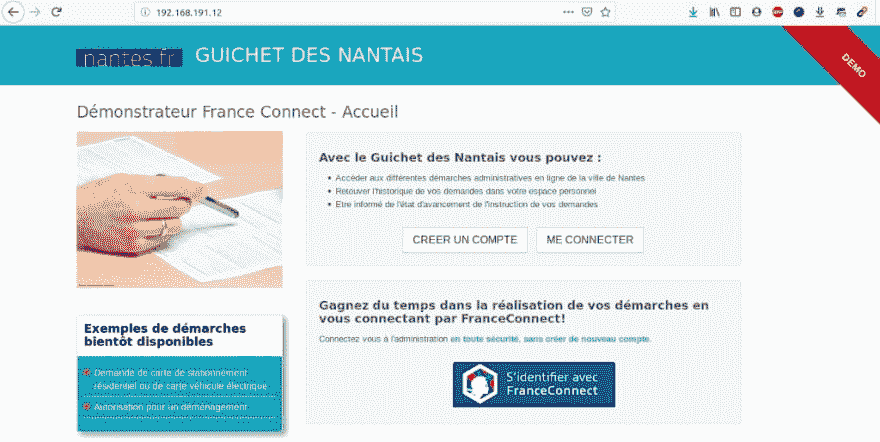 192.168.191.12
nantes.fr GUICHET DES NANTAIS
DEMO
Démonstrateur France Connect - Accueil
Avec le Guichet des Nantais vous pouvez :
Accéder aux différentes démarches administratives en ligne de la ville de Nantes
Retouver l'historique de vos demandes dans votre espace personnel
Etre informé de l'état d'avancement de l'instruction de vos demandes
CREER UN COMPTE
ME CONNECTER
Gagnez du temps dans la réalisation de vos démarches en
vous connectant par FranceConnect!
Connectez vous à l'administration en toute sécurité, sans créer de nouveau compte.
S'identifier avec
FranceConnect
Exemples de démarches
bientôt disponibles
Demande de carte de stationnement
résidentiel ou de carte véhicule électrique
Autorisation pour un déménagement